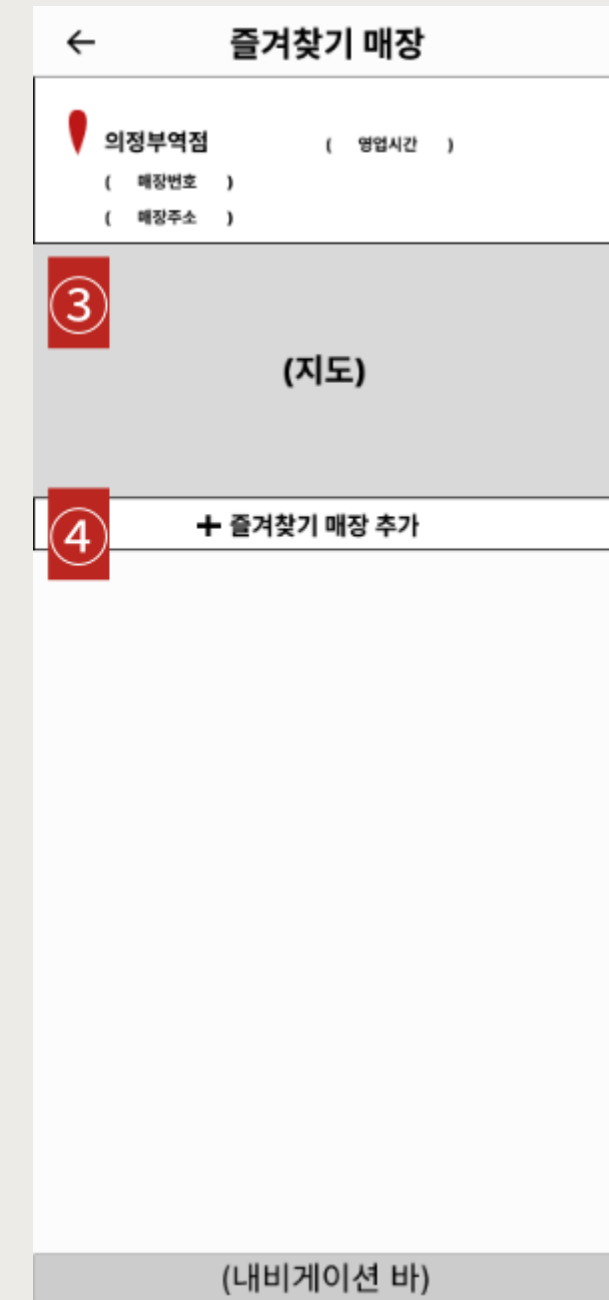 ← 즐겨찾기 매장
의정부역점 ( 영업시간 )
( 매장번호 )
( 매장주소 )
③
(지도)
④ + 즐겨찾기 매장 추가
(내비게이션 바)